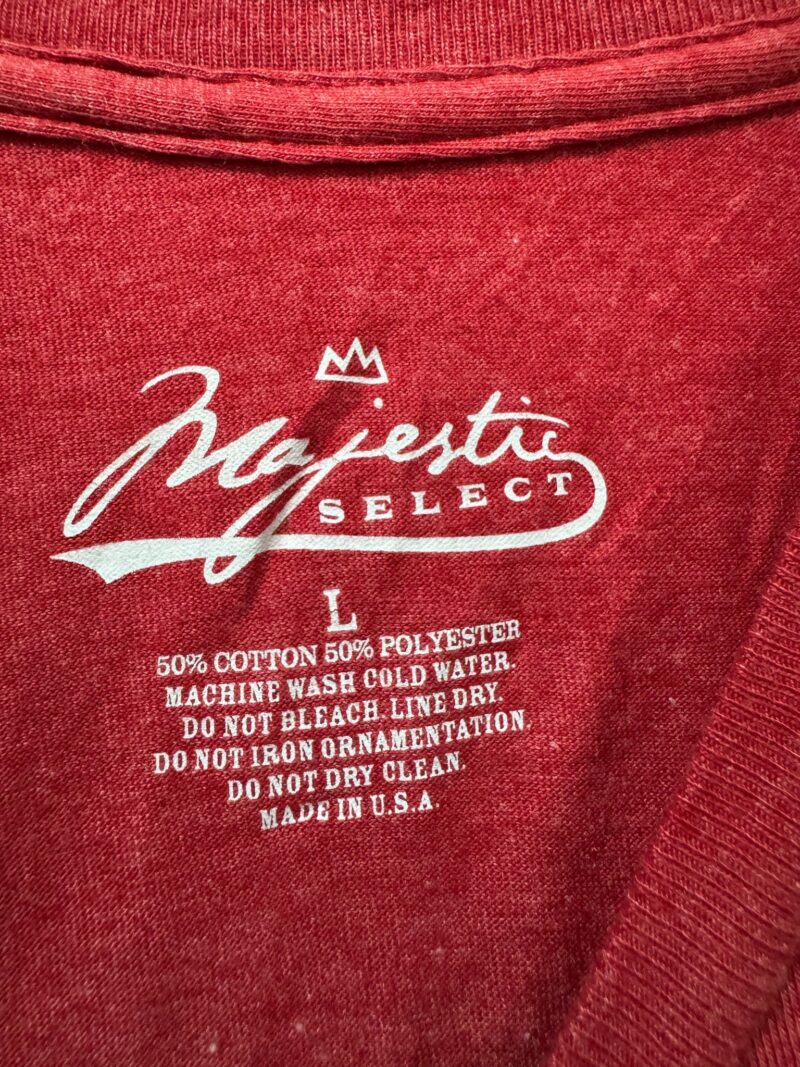 Majestic
SELECT
L
50% COTTON 50% POLYESTER
MACHINE WASH COLD WATER.
DO NOT BLEACH. LINE DRY.
DO NOT IRON ORNAMENTATION.
DO NOT DRY CLEAN.
MADE IN U.S.A.